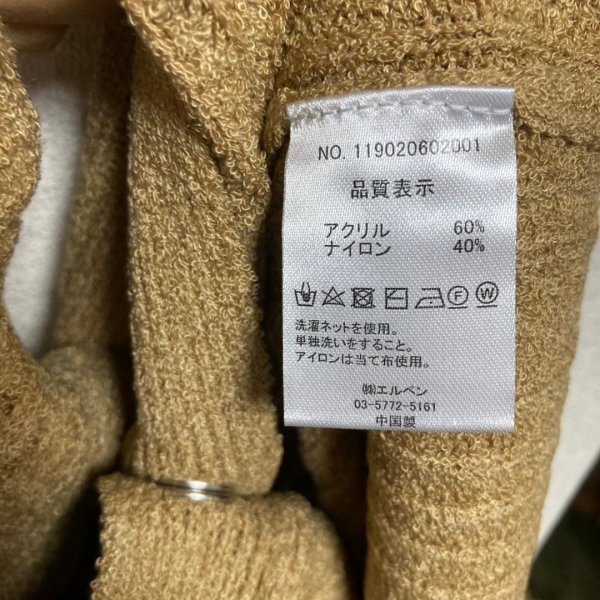 NO. 119020602001
品質表示
アクリル 60%
ナイロン 40%
F W
洗濯ネットを使用。
単独洗いをすること。
アイロンは当て布使用。
㈱エルペン
03-5772-5161
中国製